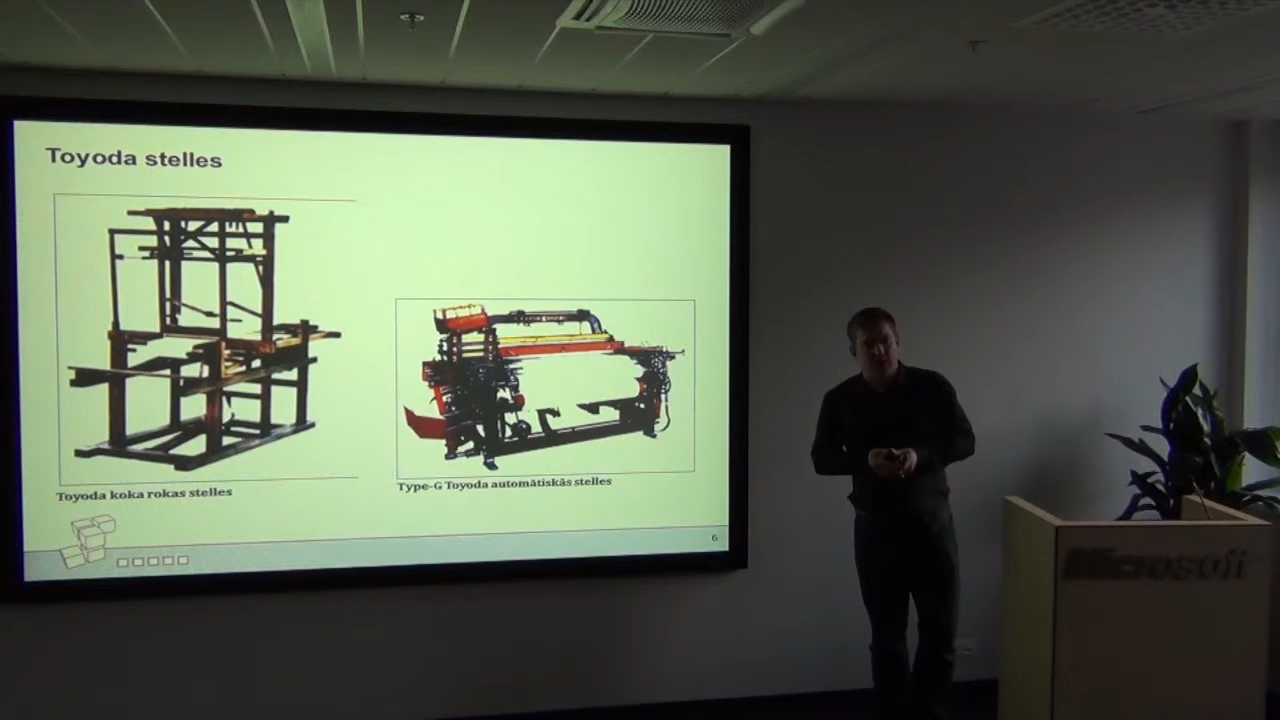 Toyoda stelles
Toyoda koka rokas stelles
Type-G Toyoda automātiskās stelles
6
Microsoft